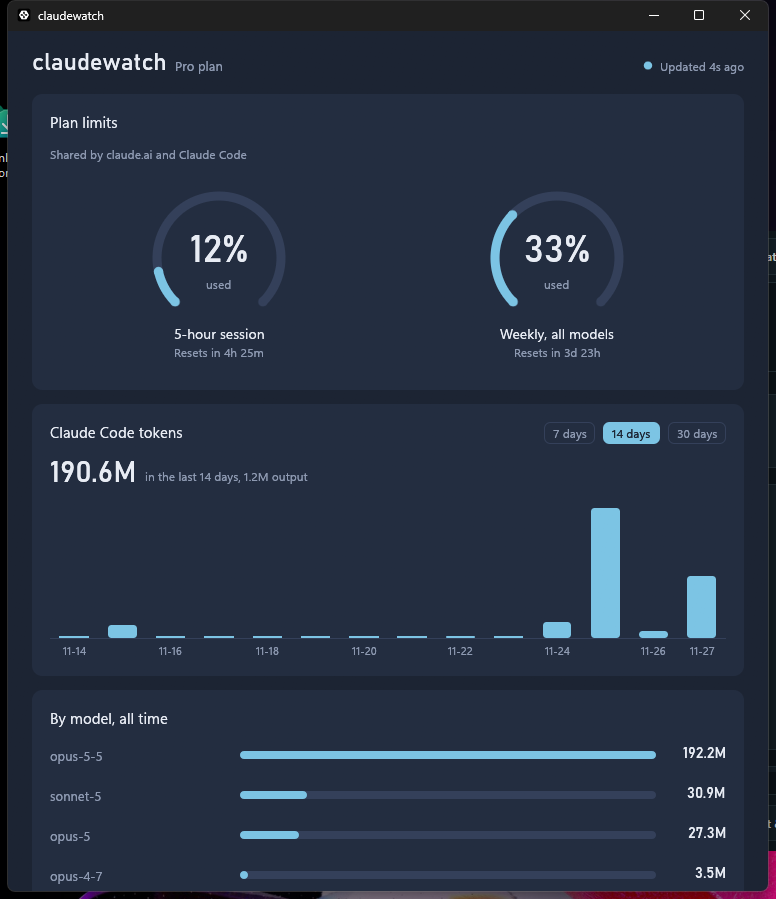 claudewatch
claudewatch Pro plan
Updated 4s ago
Plan limits
Shared by claude.ai and Claude Code
12%
used
5-hour session
Resets in 4h 25m
33%
used
Weekly, all models
Resets in 3d 23h
Claude Code tokens
7 days 14 days 30 days
190.6M in the last 14 days, 1.2M output
11-14 11-16 11-18 11-20 11-22 11-24 11-26 11-27
By model, all time
opus-5-5 192.2M
sonnet-5 30.9M
opus-5 27.3M
opus-4-7 3.5M